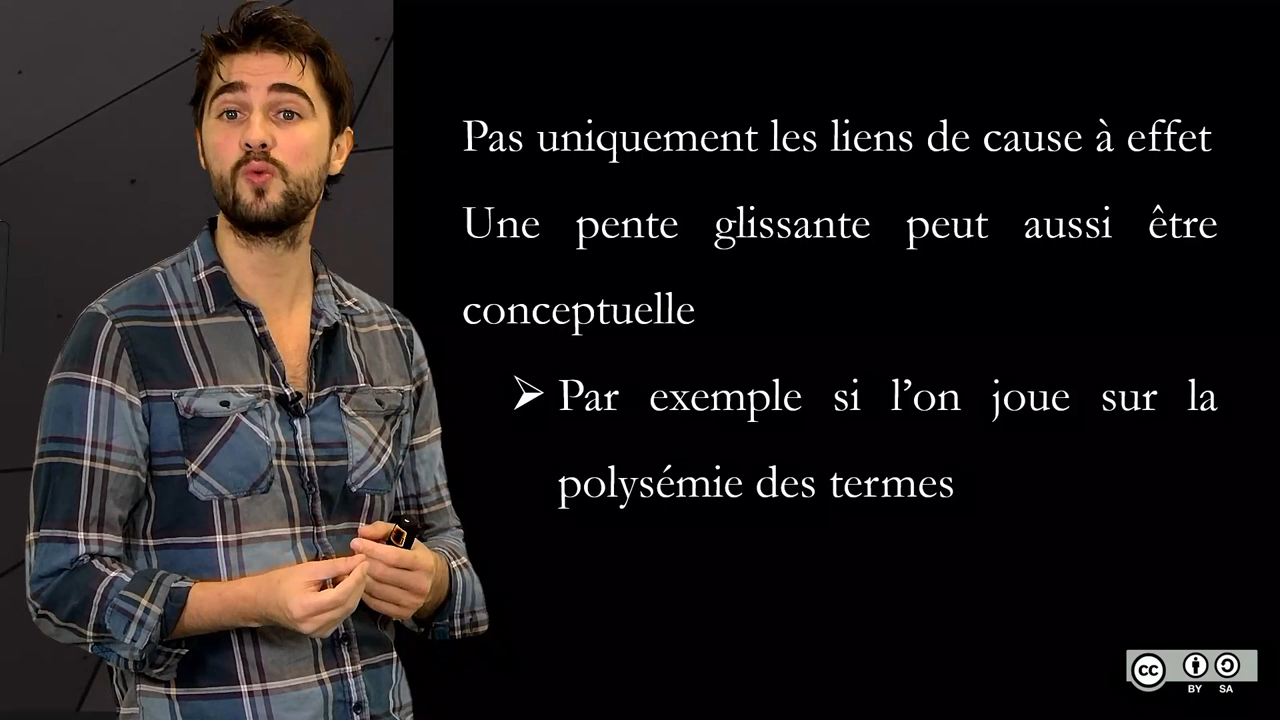 Pas uniquement les liens de cause à effet
Une pente glissante peut aussi être
conceptuelle
➢ Par exemple si l’on joue sur la
polysémie des termes
cc
BY SA